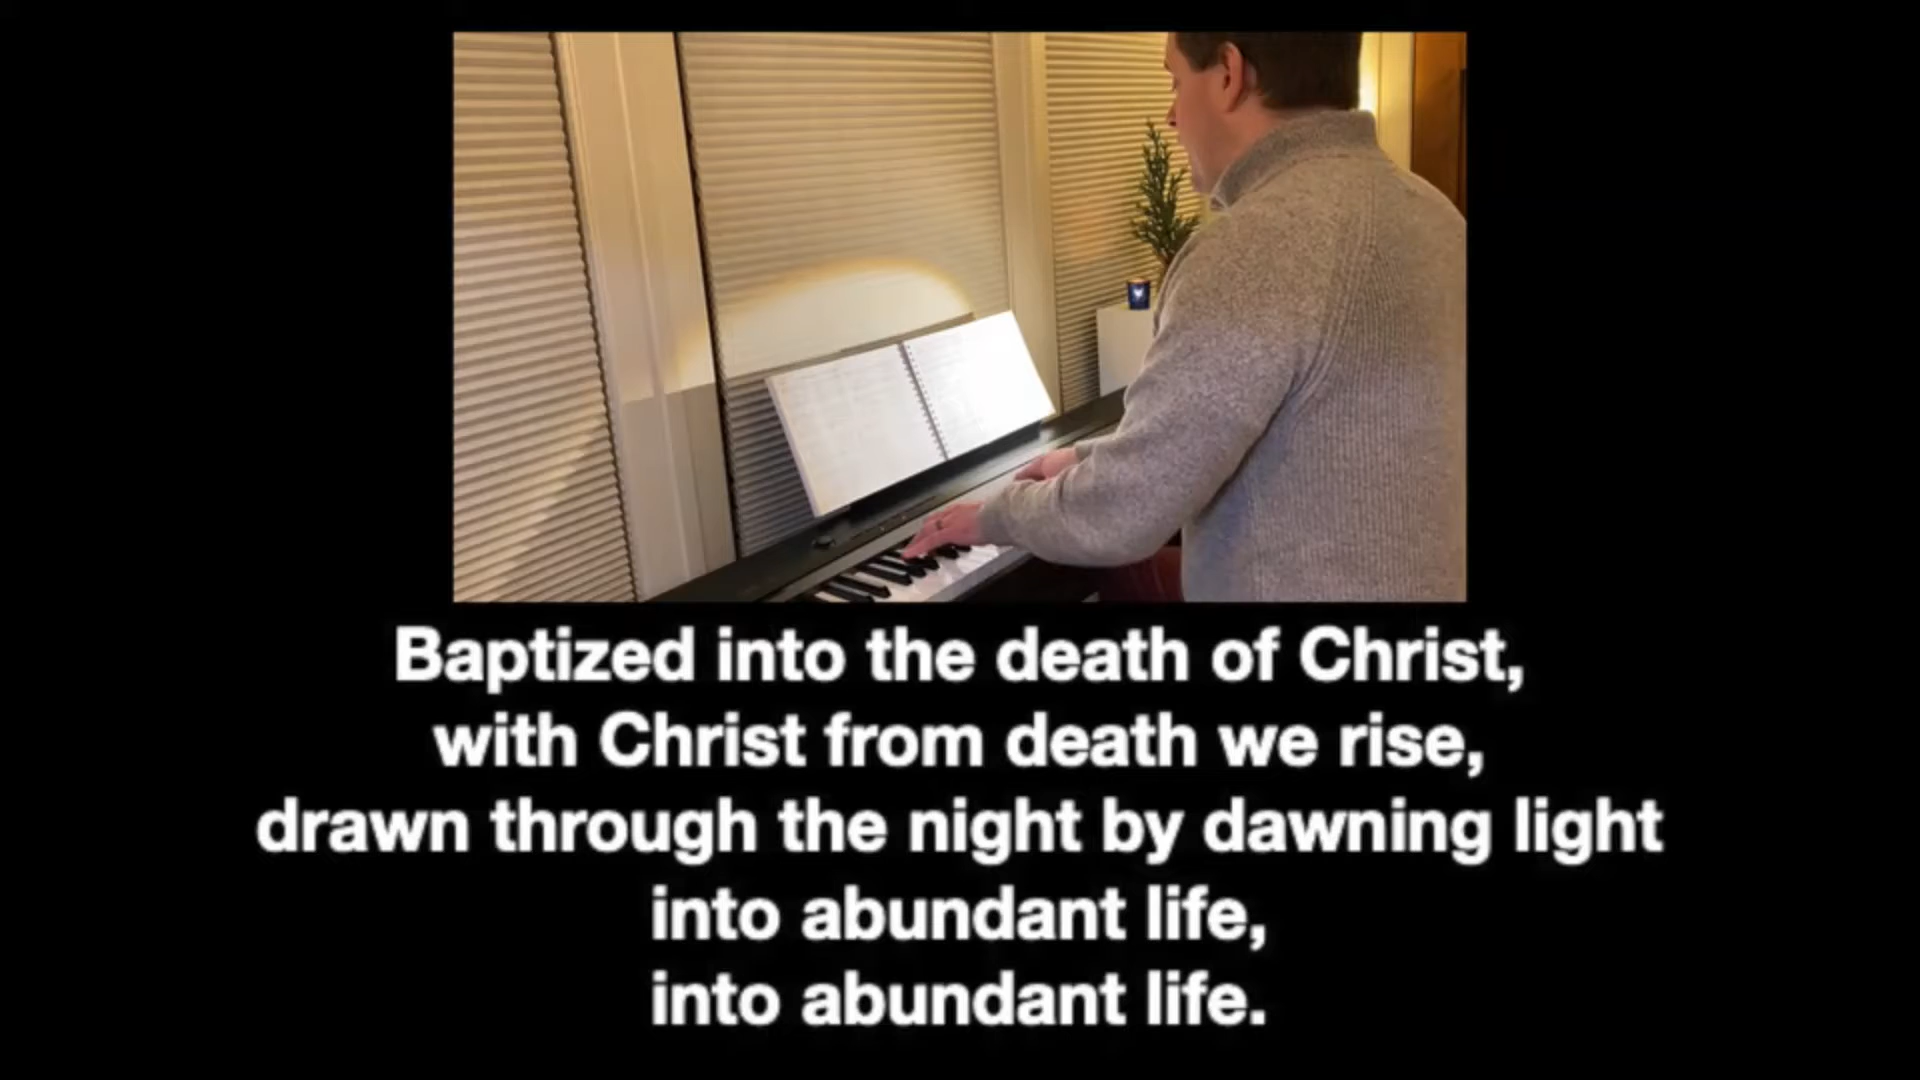 Baptized into the death of Christ,
with Christ from death we rise,
drawn through the night by dawning light
into abundant life,
into abundant life.